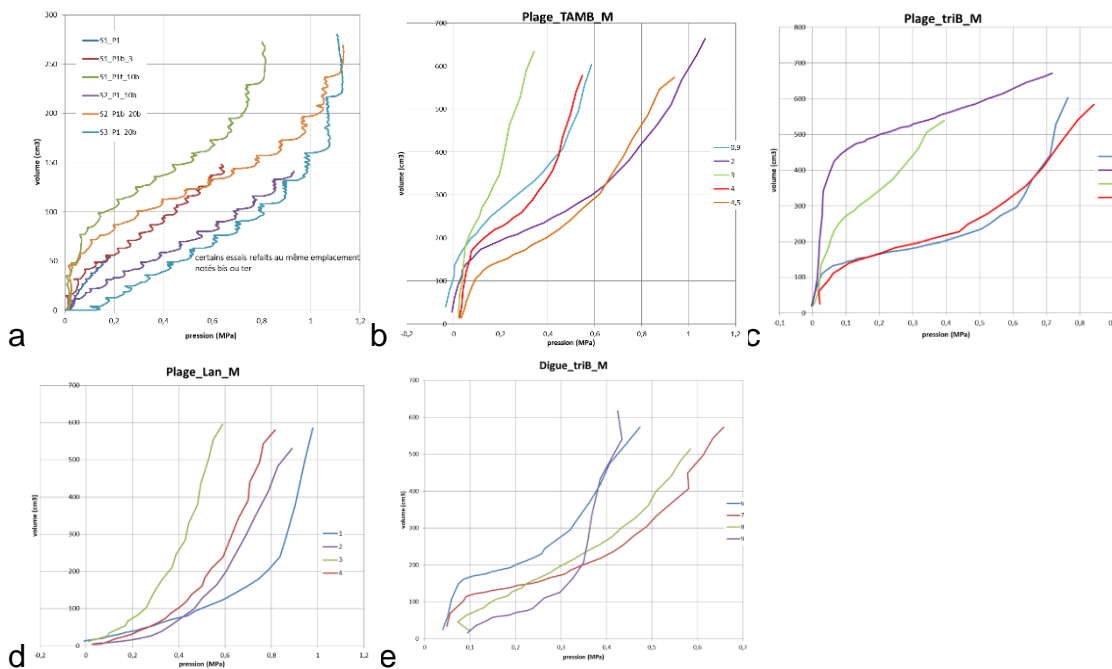 300
250
200
150
100
50
0
volume (cm3)
S1_P1
S1_P1b_3
S1_P1t_10b
S2_P1_10b
S2_P1b_20b
S3_P1_20b
certains essais refaits au même emplacement
notés bis ou ter
0 0,2 0,4 0,6 0,8 1 1,2
pression (MPa)
a
Plage_TAMB_M
700
600
500
400
300
200
100
0
volume (cm3)
0,9
2
3
4
4,5
-0,2 0 0,2 0,4 0,6 0,8 1 1,2
pression (MPa)
b
Plage_triB_M
800
700
600
500
400
300
200
100
0
volume (cm3)
0,1 0 0,1 0,2 0,3 0,4 0,5 0,6 0,7 0,8
pression (MPa)
c
Plage_Lan_M
700
600
500
400
300
200
100
0
volume (cm3)
1
2
3
4
0 0,2 0,4 0,6 0,8 1 1,2
pression (MPa)
d
Digue_triB_M
700
600
500
400
300
200
100
0
volume (cm3)
6
7
8
9
0 0,1 0,2 0,3 0,4 0,5 0,6 0,7
pression (MPa)
e